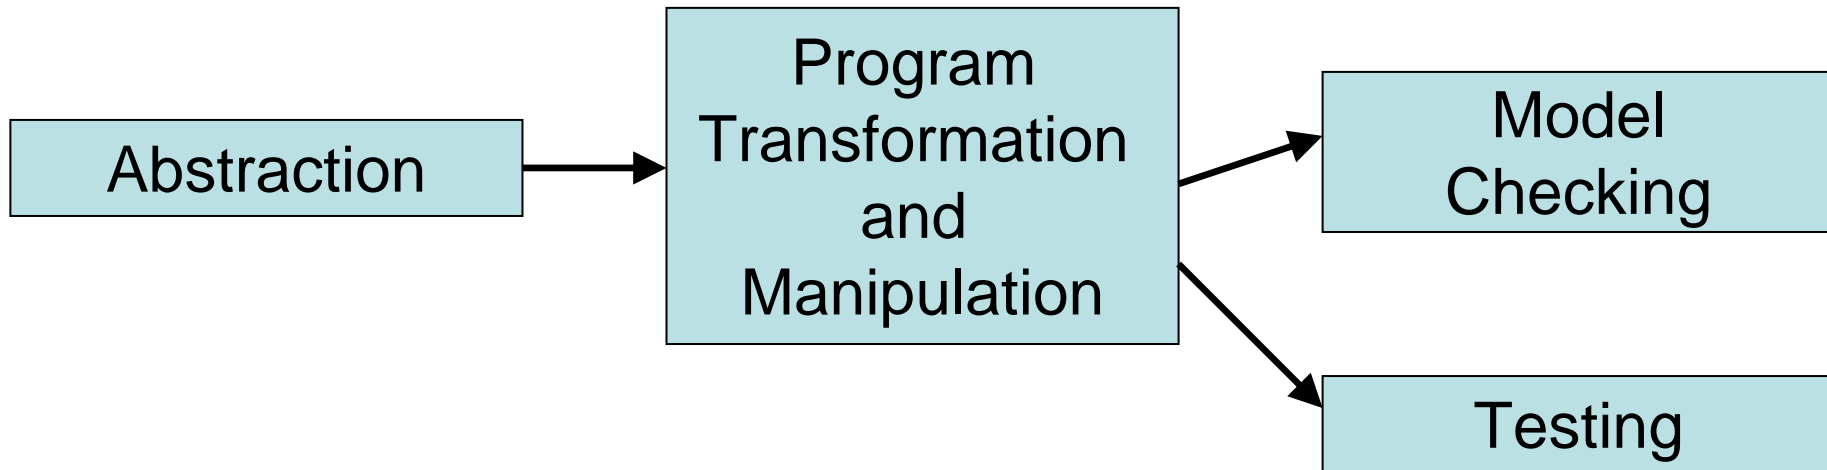 Abstraction
Program
Transformation
and
Manipulation
Model
Checking
Testing